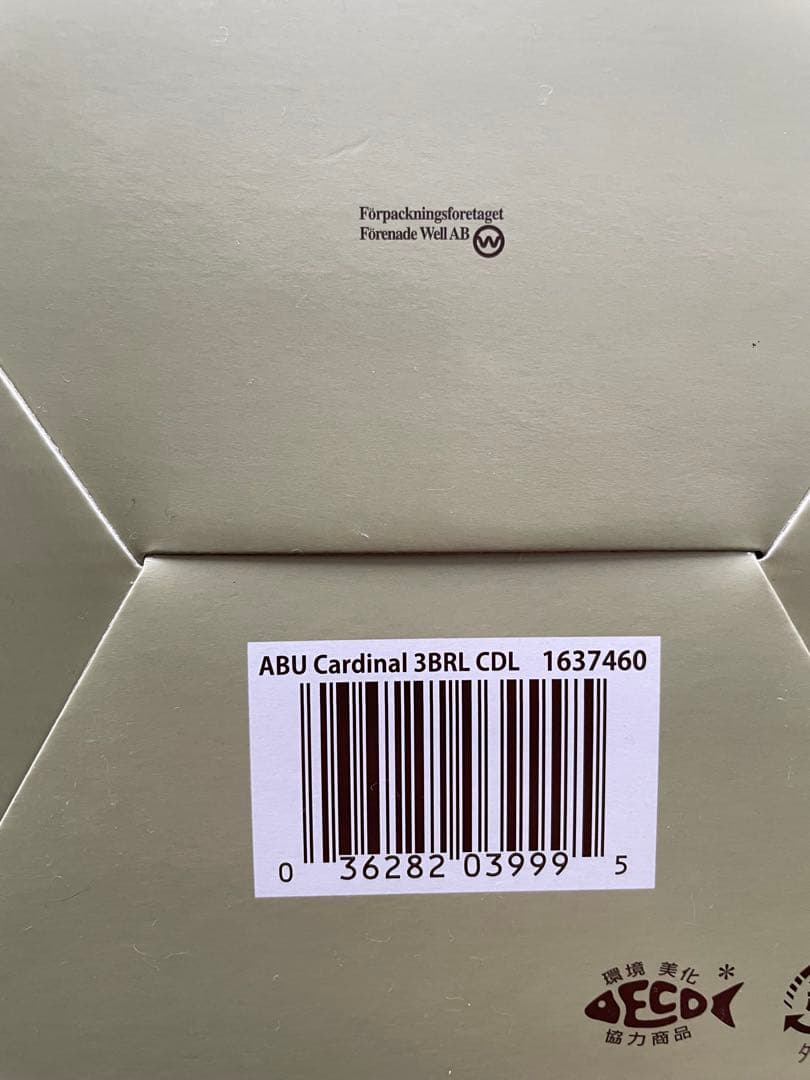 Förpackningsforetaget
Förenade Well AB W
ABU Cardinal 3BRL CDL 1637460
0 36282 03999 5
環境 美化 *
ECO
協力商品